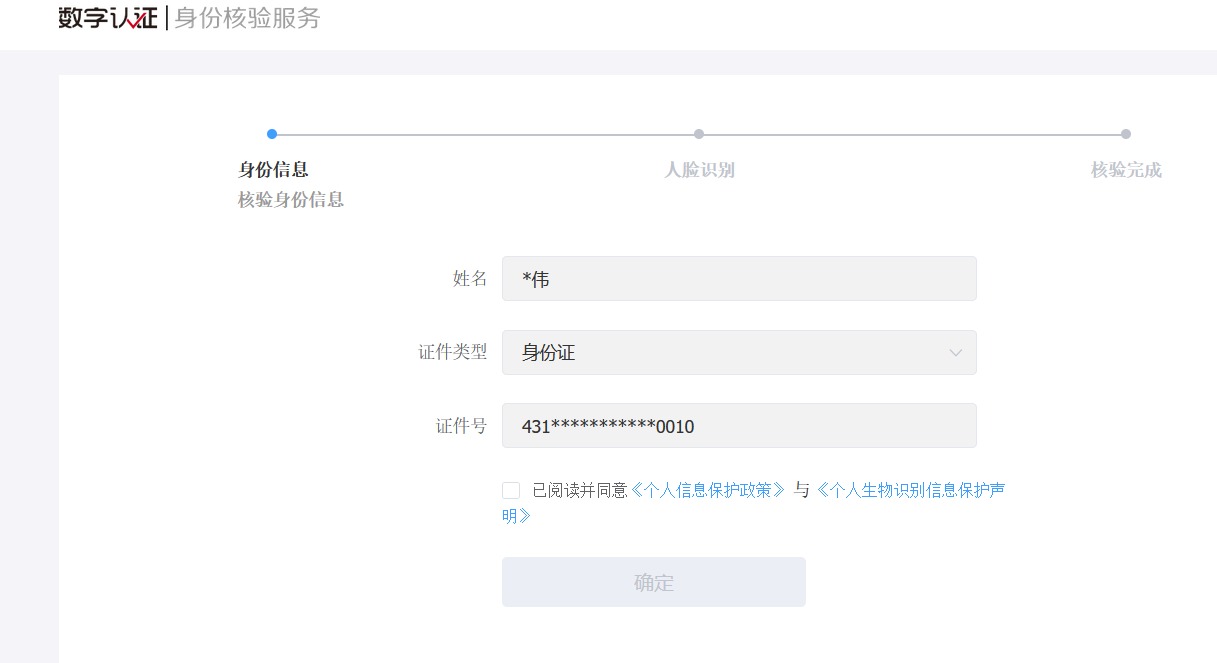 数字认证|身份核验服务
身份信息 人脸识别 核验完成
核验身份信息
姓名 *伟
证件类型 身份证
证件号 431***********0010
已阅读并同意《个人信息保护政策》 与 《个人生物识别信息保护声
明》
确定